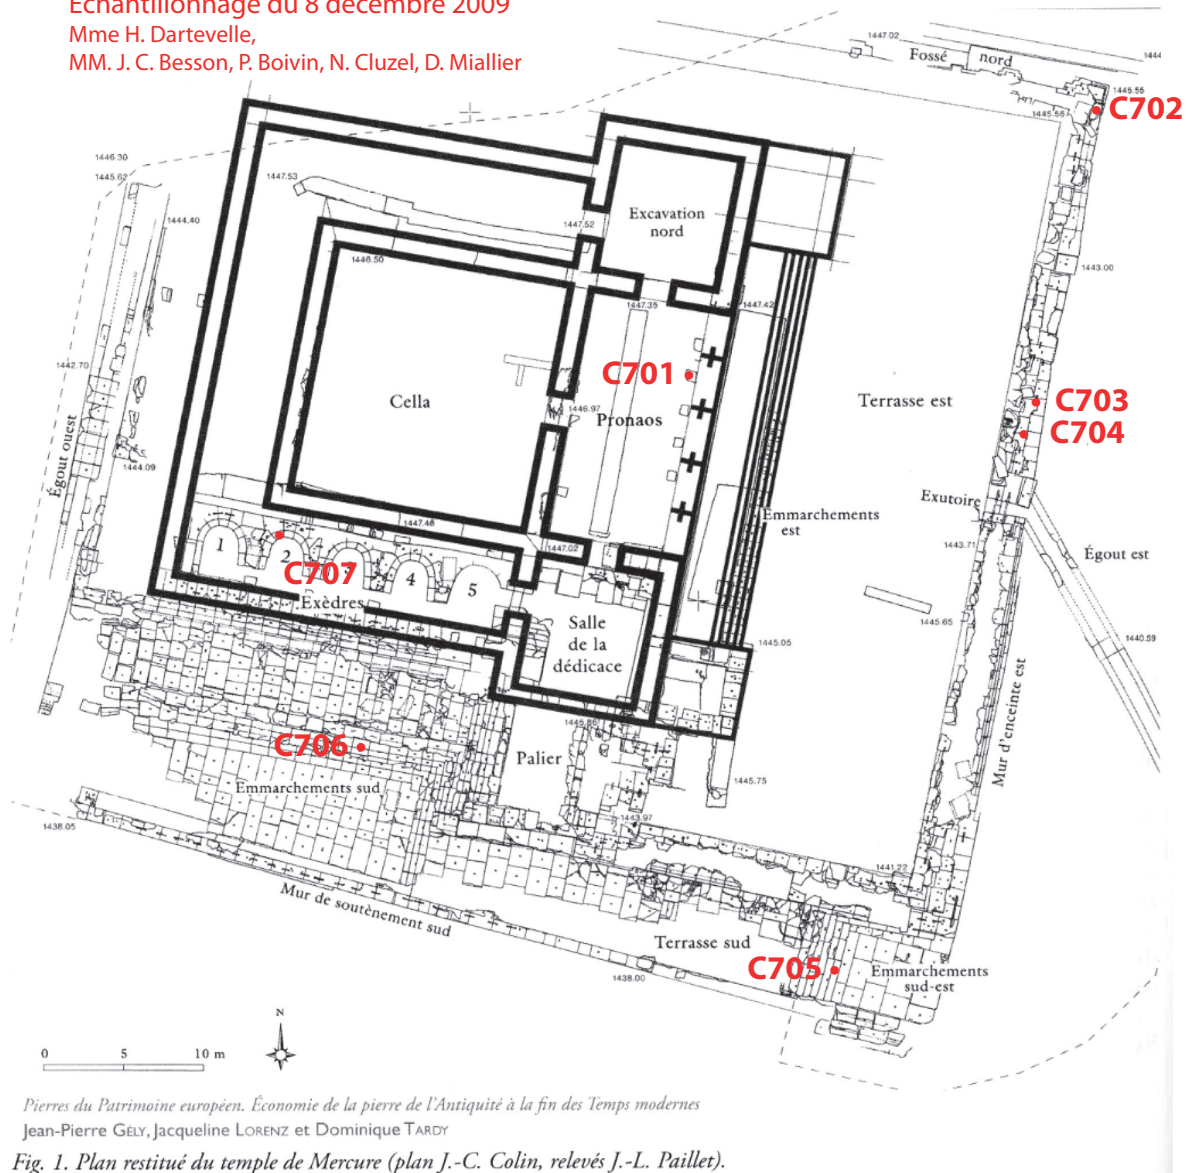 Échantillonnage du 8 décembre 2009
Mme H. Dartevelle,
MM. J. C. Besson, P. Boivin, N. Cluzel, D. Miallier
1447.02
Fossé nord
1444
1445.56
1445.56
C702
1446.30
1445.62
1447.53
1444.40
Excavation
nord
1447.52
1446.50
1443.00
1447.35
1447.42
1442.70
C701
Cella
1446.97
Pronaos
Terrasse est
C703
C704
Égout ouest
1444.09
Exutoire
1447.46
Emmarchements
est
1443.71
Égout est
1447.02
1
2
3
4
5
C707
Exèdres
Salle
de la
dédicace
1445.65
1440.59
1445.05
Mur d'enceinte est
1445.86
C706
Palier
1445.75
Emmarchements sud
1443.97
1438.05
1441.22
Mur de soutènement sud
Terrasse sud
C705
Emmarchements
sud-est
1438.00
N
0 5 10 m
Pierres du Patrimoine européen. Économie de la pierre de l'Antiquité à la fin des Temps modernes
Jean-Pierre GÉLY, Jacqueline LORENZ et Dominique TARDY
Fig. 1. Plan restitué du temple de Mercure (plan J.-C. Colin, relevés J.-L. Paillet).